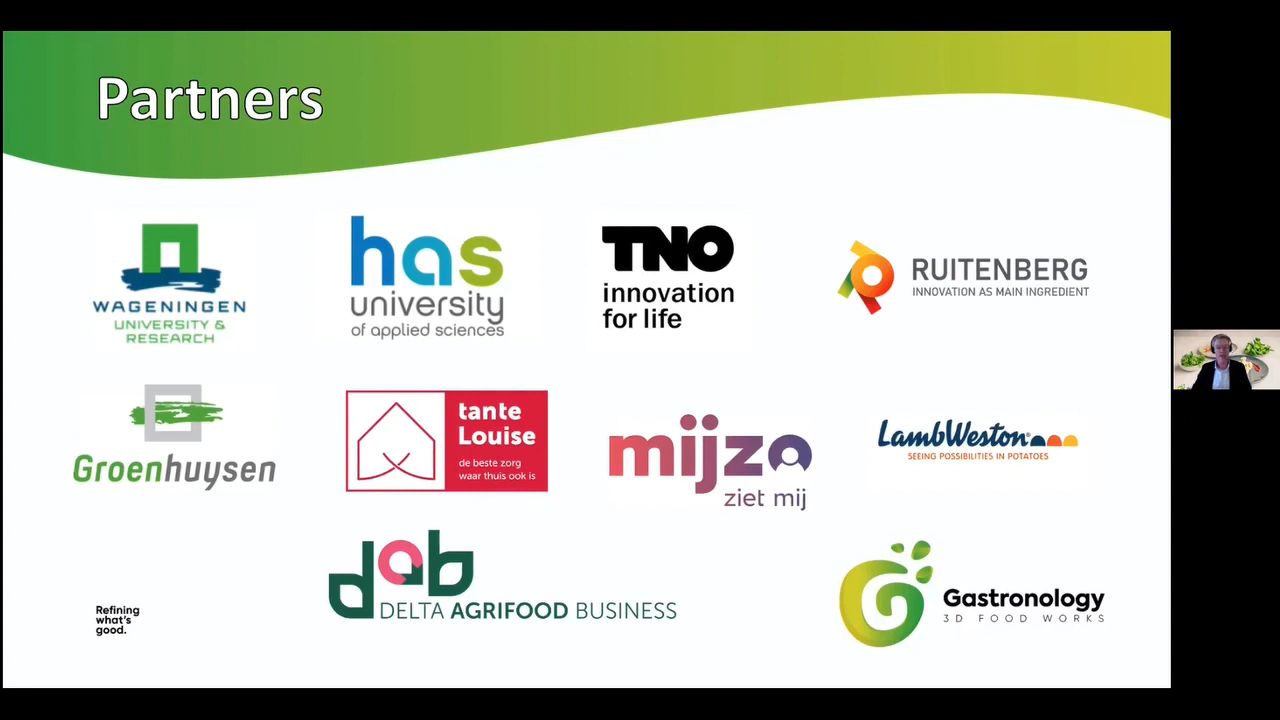 Partners
WAGENINGEN
UNIVERSITY &
RESEARCH
has
university
of applied sciences
TNO
innovation
for life
RUITENBERG
INNOVATION AS MAIN INGREDIENT
Groenhuysen
tante
Louise
de beste zorg
waar thuis ook is
mijzo
ziet mij
LambWeston®
SEEING POSSIBILITIES IN POTATOES
Refining
what's
good.
dab
DELTA AGRIFOOD BUSINESS
G
Gastronology
3D FOOD WORKS